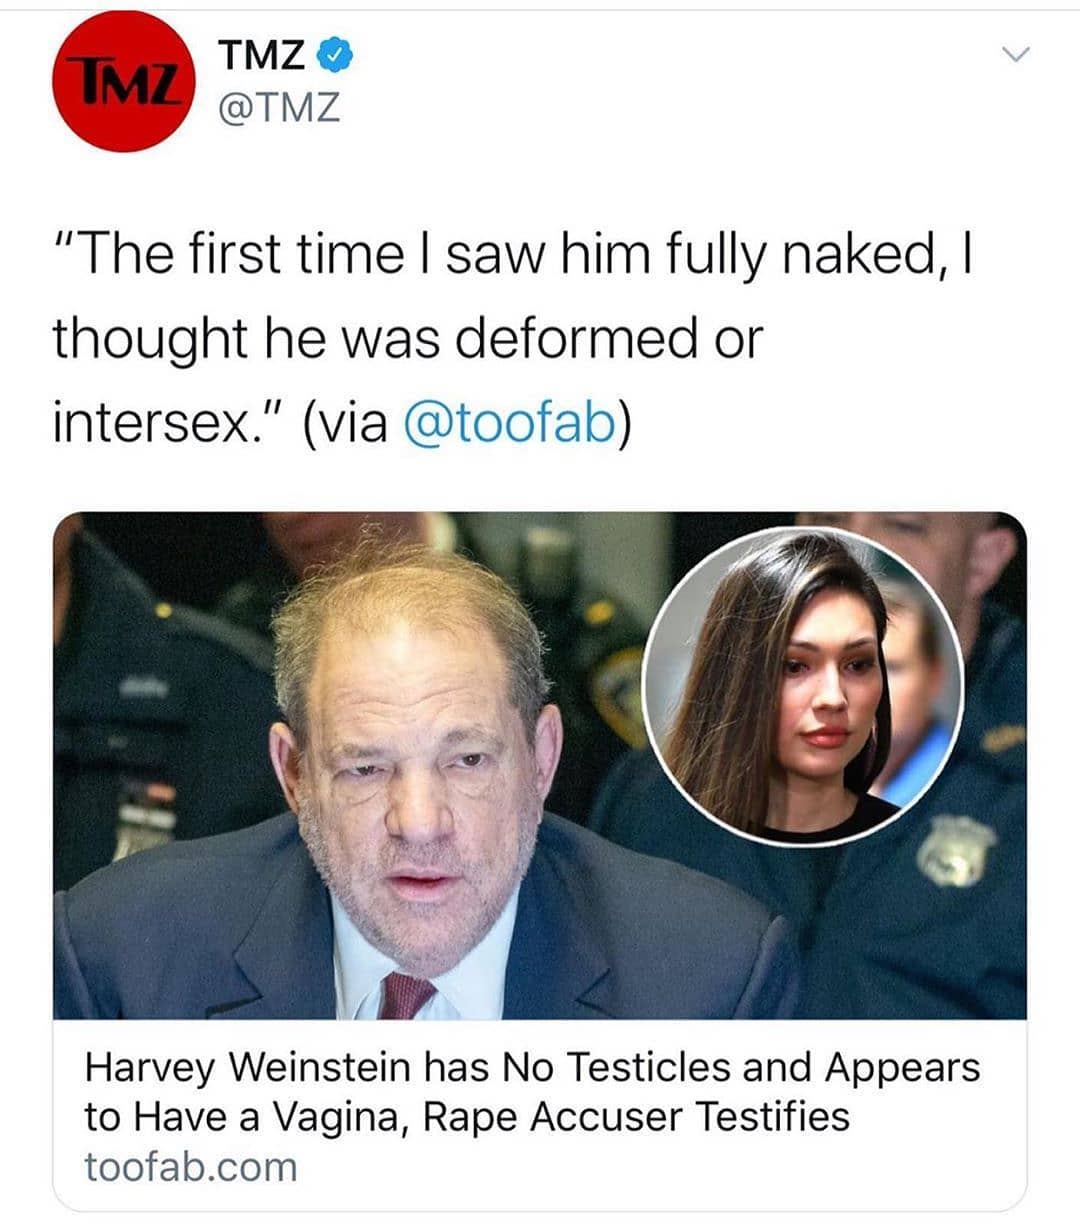 TMZ
TMZ
@TMZ
"The first time I saw him fully naked, I
thought he was deformed or
intersex." (via @toofab)
Harvey Weinstein has No Testicles and Appears
to Have a Vagina, Rape Accuser Testifies
toofab.com